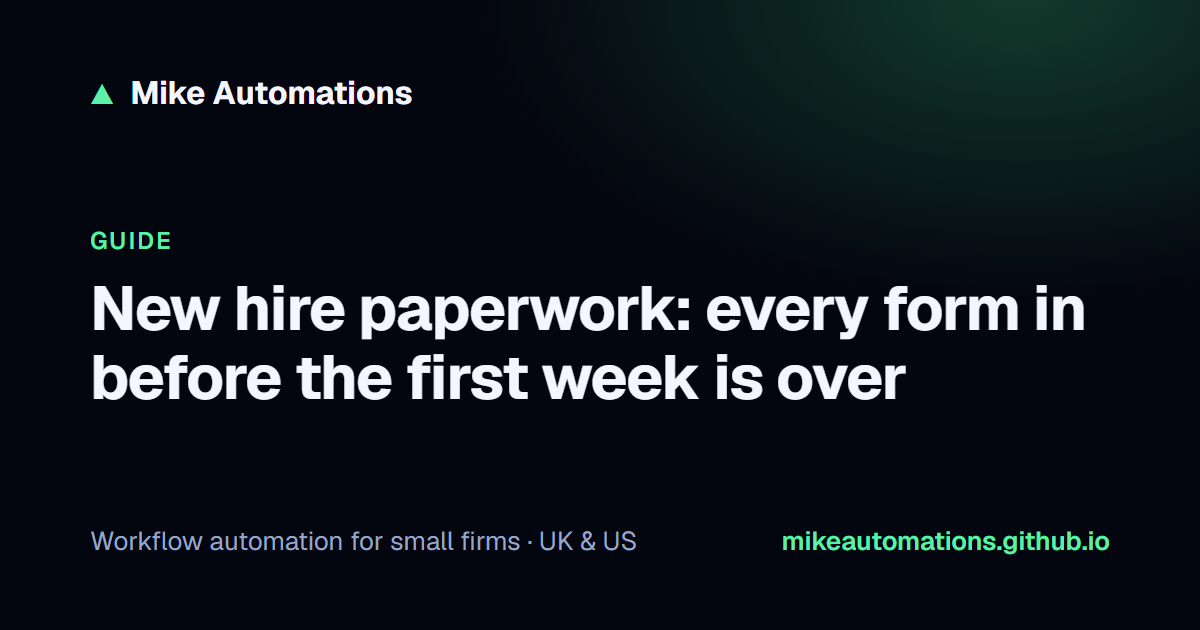 Mike Automations
GUIDE
New hire paperwork: every form in
before the first week is over
Workflow automation for small firms · UK & US
mikeautomations.github.io